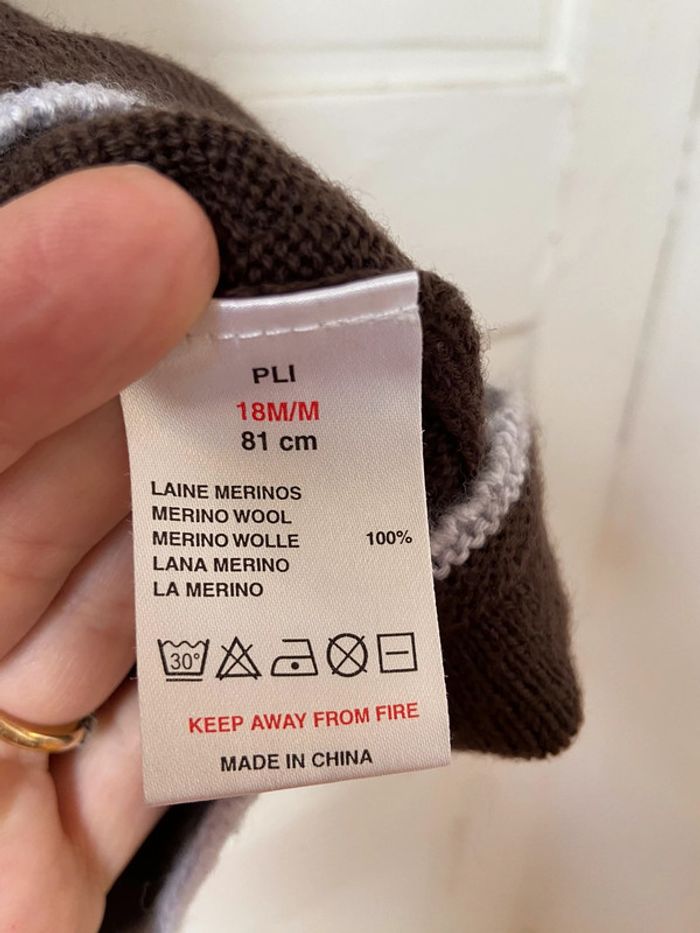 PLI
18M/M
81 cm
LAINE MERINOS
MERINO WOOL
MERINO WOLLE 100%
LANA MERINO
LA MERINO
30°
KEEP AWAY FROM FIRE
MADE IN CHINA